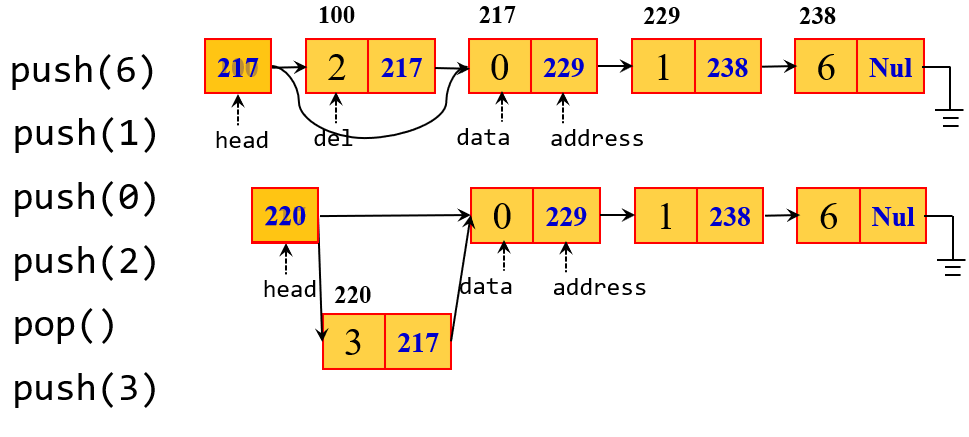 100 217 229 238
push(6) 217 2 217 0 229 1 238 6 Nul
push(1) head del data address
push(0) 220 0 229 1 238 6 Nul
push(2) head data address
220
pop() 3 217
push(3)